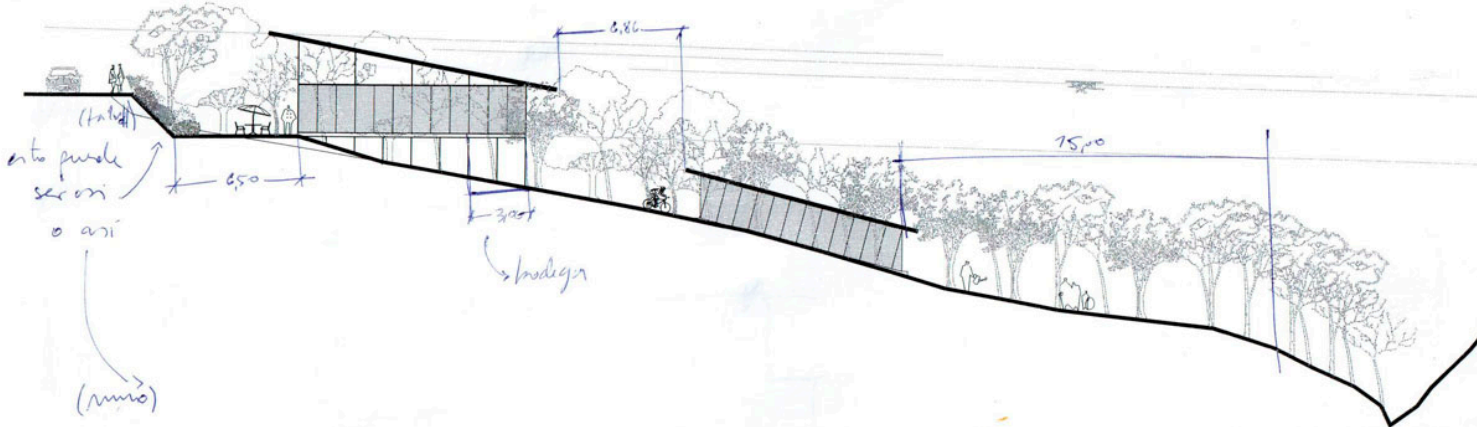 6,86
(talud)
esto puede
ser así
o así
6,50
3,00
15,00
bodega
(muro)